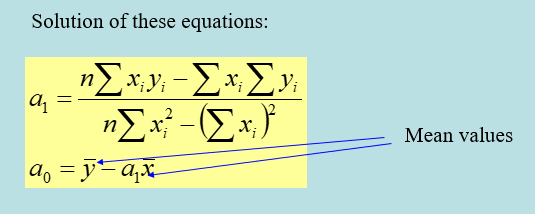 Solution of these equations:
a₁ = (n∑xᵢyᵢ − ∑xᵢ∑yᵢ) / (n∑xᵢ² − (∑xᵢ)²)
a₀ = y̅ − a₁x̅
Mean values